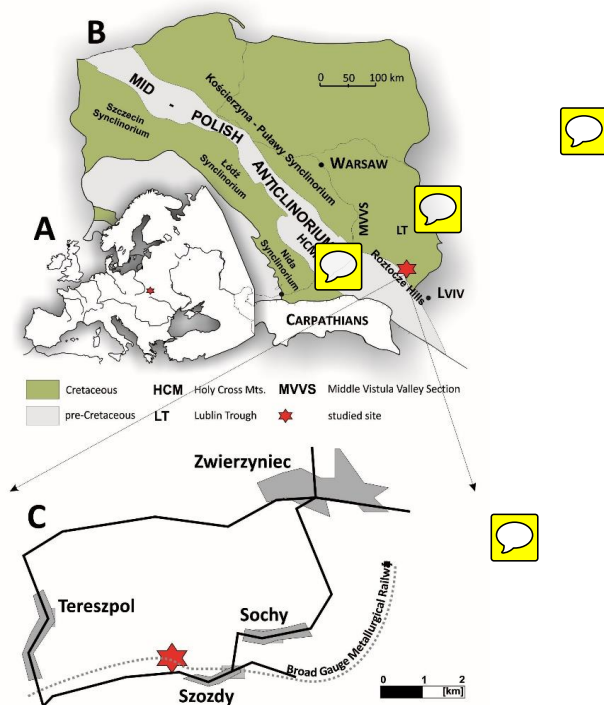 B
Kościerzyna - Puławy Synclinorium
0 50 100 km
MID - POLISH ANTICLINORIUM
Szczecin
Synclinorium
Łódź
Synclinorium
WARSAW
MVVS
LT
HCM
Nida
Synclinorium
Roztocze Hills
LVIV
A
CARPATHIANS
Cretaceous
HCM Holy Cross Mts.
MVVS Middle Vistula Valley Section
pre-Cretaceous
LT Lublin Trough
studied site
C
Zwierzyniec
Tereszpol
Sochy
Broad Gauge Metallurgical Railway
Szozdy
0 1 2
[km]